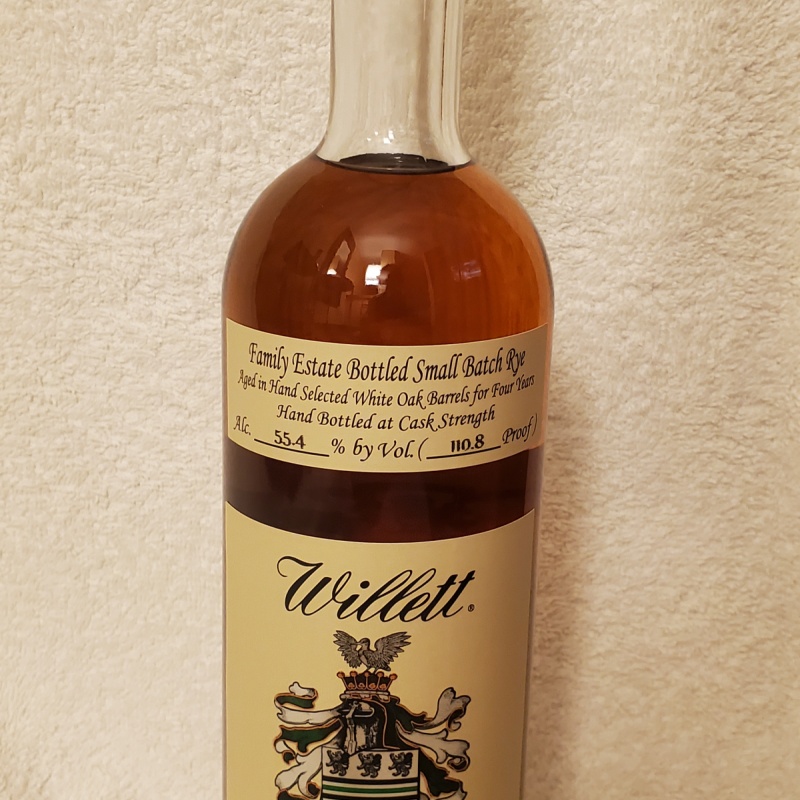 Family Estate Bottled Small Batch Rye
Aged in Hand Selected White Oak Barrels for Four Years
Hand Bottled at Cask Strength
Alc. 55.4 % by Vol. ( 110.8 Proof )
Willett®